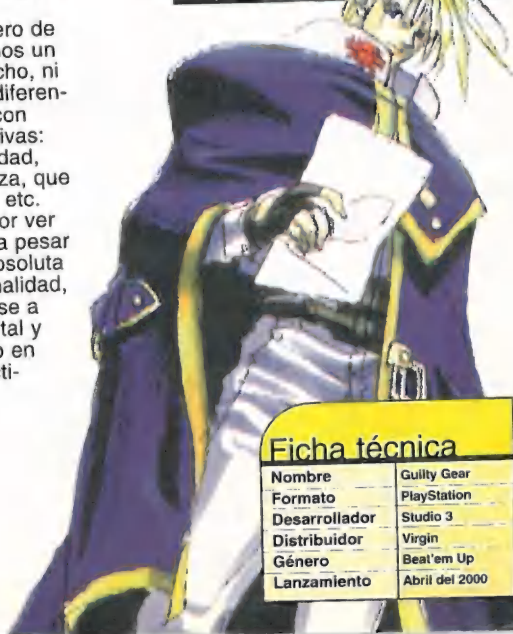 ero de
nos un
cho, ni
diferen-
con
ivas:
dad,
za, que
etc.
or ver
a pesar
bsoluta
nalidad,
se a
tal y
o en
cti-
Ficha técnica
Nombre Guilty Gear
Formato PlayStation
Desarrollador Studio 3
Distribuidor Virgin
Género Beat'em Up
Lanzamiento Abril del 2000